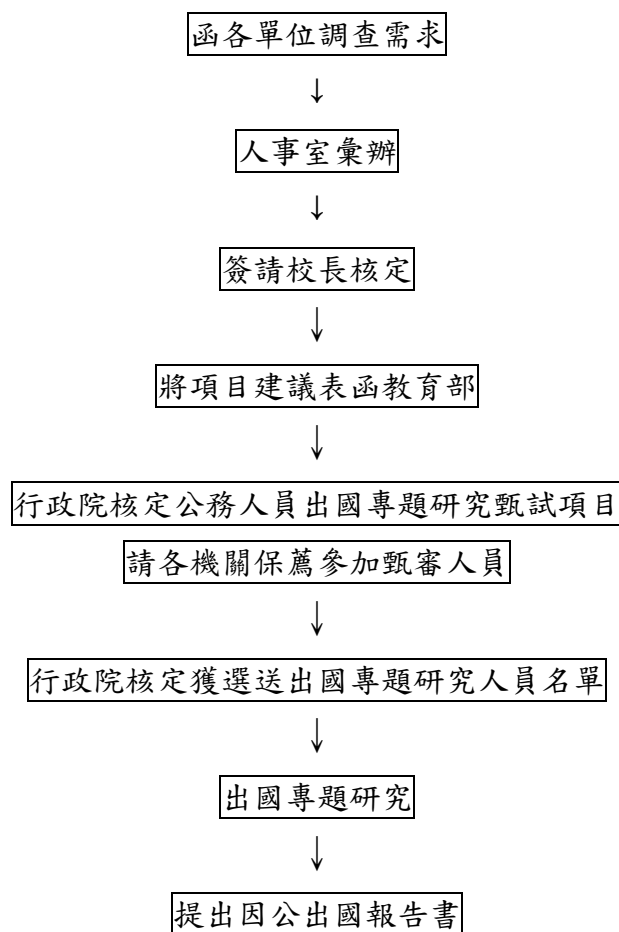 函各單位調查需求
↓
人事室彙辦
↓
簽請校長核定
↓
將項目建議表函教育部
↓
行政院核定公務人員出國專題研究甄試項目
請各機關保薦參加甄審人員
↓
行政院核定獲選送出國專題研究人員名單
↓
出國專題研究
↓
提出因公出國報告書